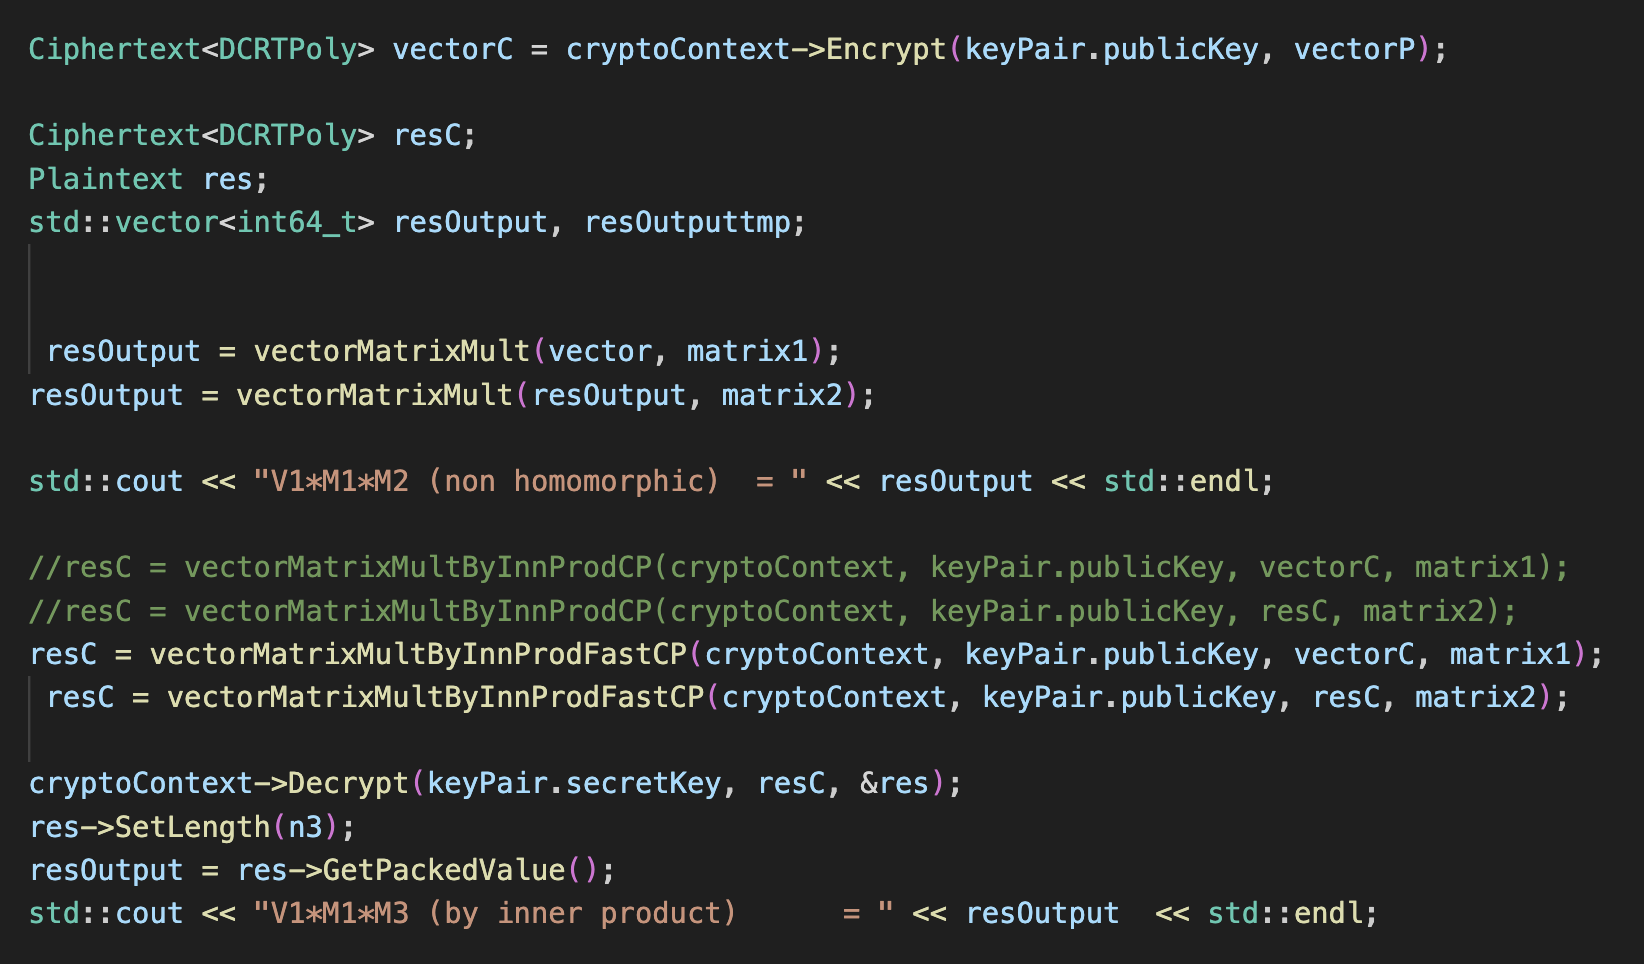 Ciphertext<DCRTPoly> vectorC = cryptoContext->Encrypt(keyPair.publicKey, vectorP);
Ciphertext<DCRTPoly> resC;
Plaintext res;
std::vector<int64_t> resOutput, resOutputtmp;
resOutput = vectorMatrixMult(vector, matrix1);
resOutput = vectorMatrixMult(resOutput, matrix2);
std::cout << "V1*M1*M2 (non homomorphic)  = " << resOutput << std::endl;
//resC = vectorMatrixMultByInnProdCP(cryptoContext, keyPair.publicKey, vectorC, matrix1);
//resC = vectorMatrixMultByInnProdCP(cryptoContext, keyPair.publicKey, resC, matrix2);
resC = vectorMatrixMultByInnProdFastCP(cryptoContext, keyPair.publicKey, vectorC, matrix1);
resC = vectorMatrixMultByInnProdFastCP(cryptoContext, keyPair.publicKey, resC, matrix2);
cryptoContext->Decrypt(keyPair.secretKey, resC, &res);
res->SetLength(n3);
resOutput = res->GetPackedValue();
std::cout << "V1*M1*M3 (by inner product)      = " << resOutput  << std::endl;